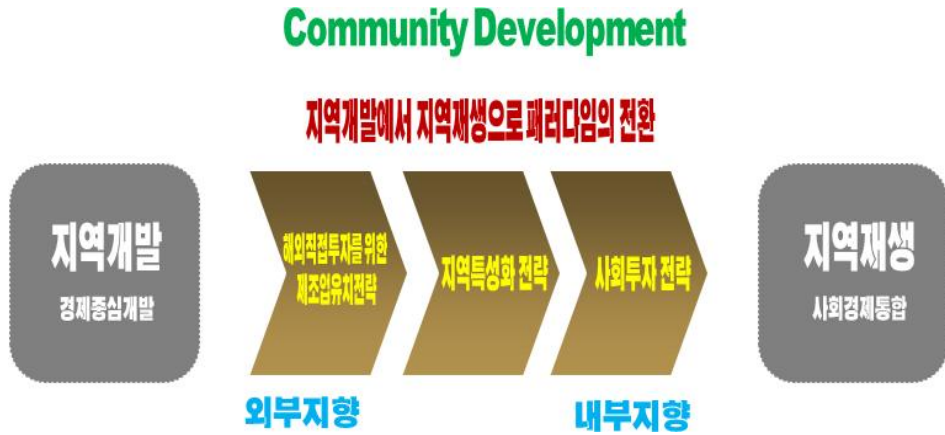 Community Development
지역개발에서 지역재생으로 패러다임의 전환
지역개발
경제중심개발
해외직접투자를 위한
제조업유치전략
지역특성화 전략
사회투자 전략
지역재생
사회경제통합
외부지향
내부지향